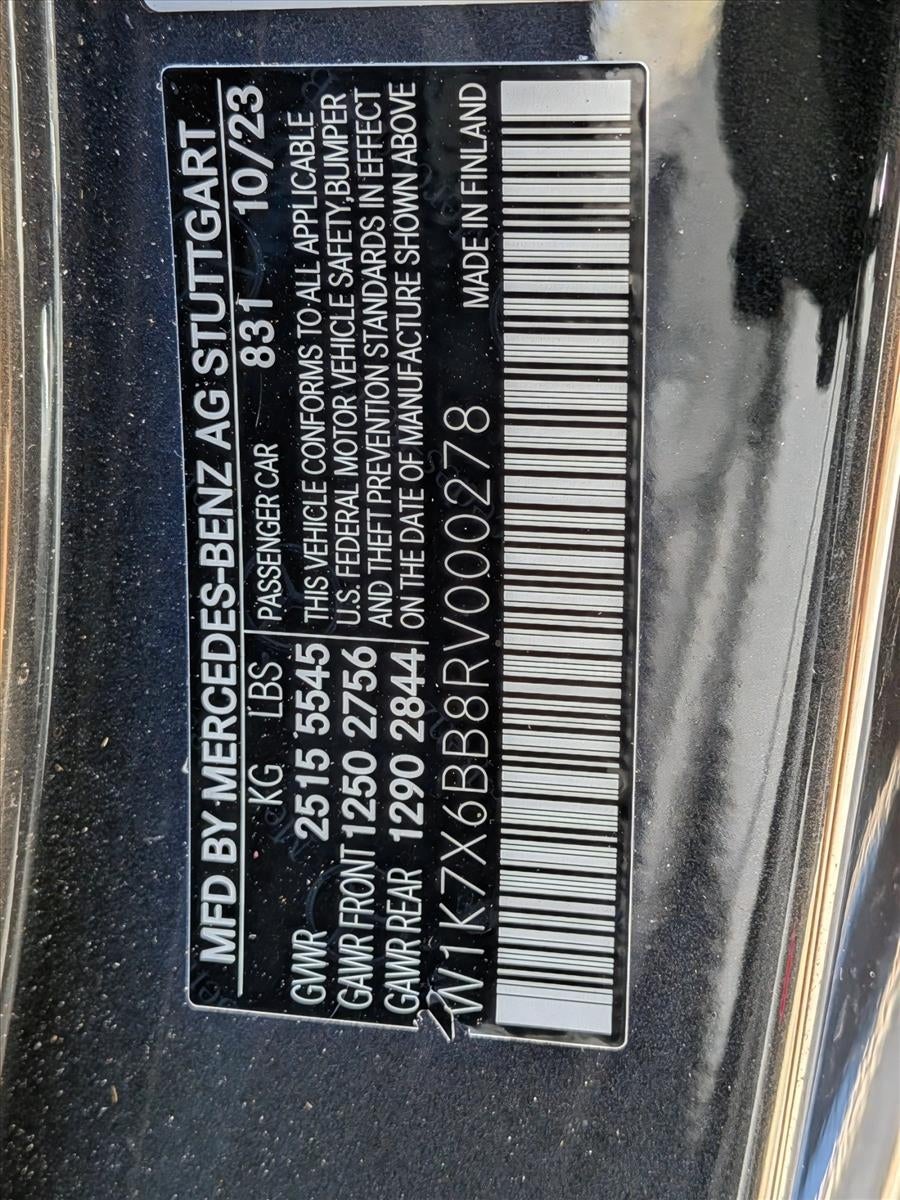 MFD BY MERCEDES-BENZ AG STUTTGART
KG LBS PASSENGER CAR 831 10/23
GVWR 2515 5545
GAWR FRONT 1250 2756
GAWR REAR 1290 2844
THIS VEHICLE CONFORMS TO ALL APPLICABLE
U.S. FEDERAL MOTOR VEHICLE SAFETY,BUMPER
AND THEFT PREVENTION STANDARDS IN EFFECT
ON THE DATE OF MANUFACTURE SHOWN ABOVE
W1K7X6BB8RV000278 MADE IN FINLAND